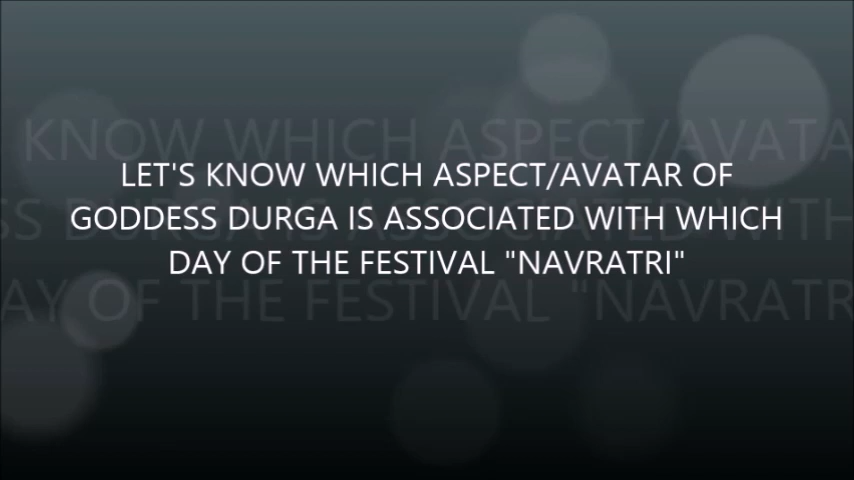 LET'S KNOW WHICH ASPECT/AVATAR OF
GODDESS DURGA IS ASSOCIATED WITH WHICH
DAY OF THE FESTIVAL "NAVRATRI"